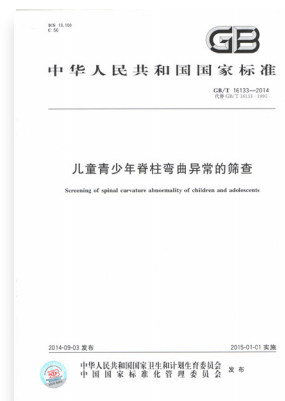 ICS 13.100
C 56
GB
中华人民共和国国家标准
GB/T 16133—2014
代替 GB/T 16133—1995
儿童青少年脊柱弯曲异常的筛查
Screening of spinal curvature abnormality of children and adolescents
2014-09-03 发布
2015-01-01 实施
中华人民共和国国家卫生和计划生育委员会
中国国家标准化管理委员会
发布